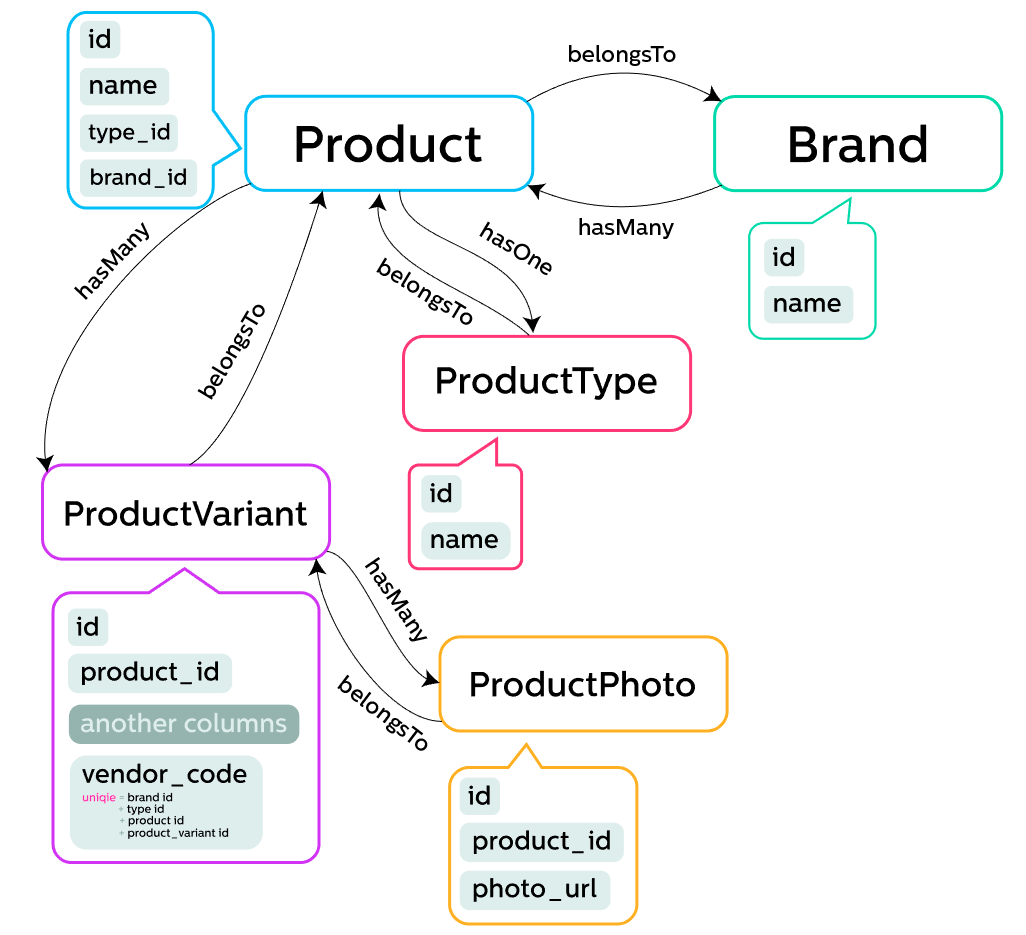 id
name
type_id
brand_id
Product
belongsTo
Brand
hasMany
id
name
hasMany
belongsTo
hasOne
belongsTo
ProductType
id
name
ProductVariant
id
product_id
another columns
vendor_code
uniqie = brand id
+ type id
+ product id
+ product_variant id
hasMany
belongsTo
ProductPhoto
id
product_id
photo_url